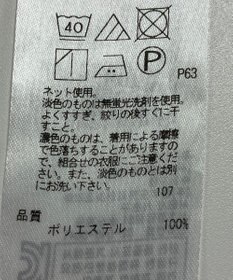 40
P
P63
ネット使用。
淡色のものは無蛍光洗剤を使用。
よくすすぎ、絞りの後すぐに干
すこと。
濃色のものは、着用による摩擦
で色落ちすることがありますの
で、組合せの衣服にご注意くださ
い。また、淡色のものとは別に
にお洗い下さい。
107
品質
ポリエステル 100%